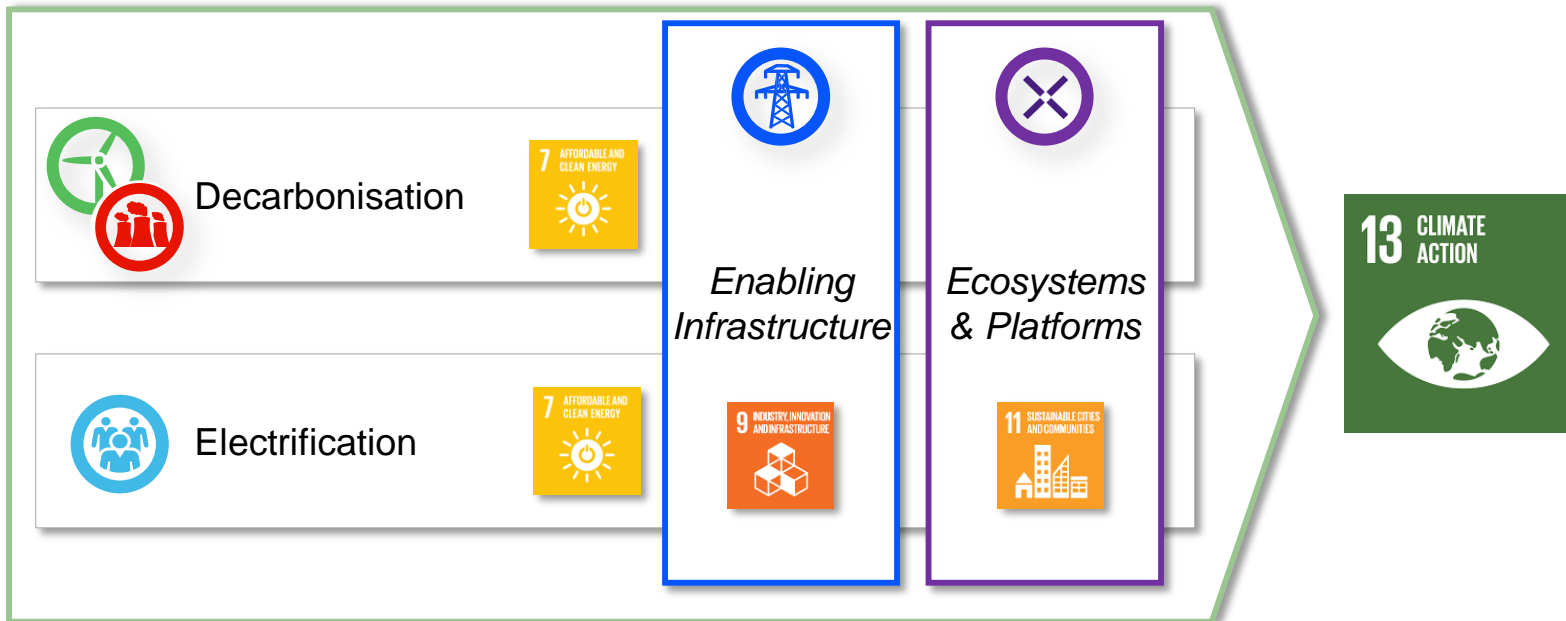 Decarbonisation
7 AFFORDABLE AND
CLEAN ENERGY
Electrification
7 AFFORDABLE AND
CLEAN ENERGY
Enabling
Infrastructure
9 INDUSTRY, INNOVATION
AND INFRASTRUCTURE
Ecosystems
& Platforms
11 SUSTAINABLE CITIES
AND COMMUNITIES
13 CLIMATE
ACTION